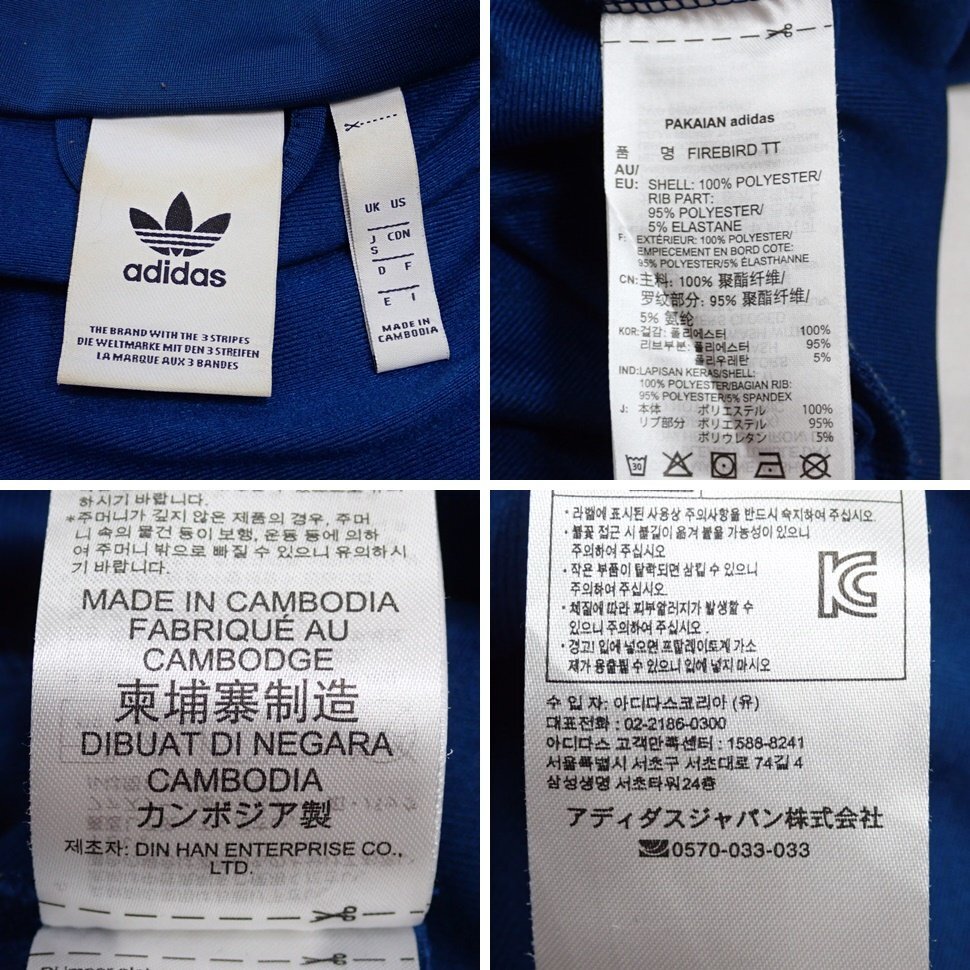 adidas
THE BRAND WITH THE 3 STRIPES
DIE WELTMARKE MIT DEN 3 STREIFEN
LA MARQUE AUX 3 BANDES
UK US
J CDN
S
D F
E I
MADE IN
CAMBODIA
PAKAIAN adidas
品 名 FIREBIRD TT
AU/
EU: SHELL: 100% POLYESTER/
RIB PART:
95% POLYESTER/
5% ELASTANE
F: EXTÉRIEUR: 100% POLYESTER/
EMPIECEMENT EN BORD COTE:
95% POLYESTER/5% ÉLASTHANNE
CN: 主料: 100% 聚酯纤维/
罗纹部分: 95% 聚酯纤维/
5% 氨纶
KOR: 겉감: 폴리에스터 100%
리브부분: 폴리에스터 95%
폴리우레탄 5%
IND: LAPISAN KERAS/SHELL:
100% POLYESTER/BAGIAN RIB:
95% POLYESTER/5% SPANDEX
J: 本体 ポリエステル 100%
リブ部分 ポリエステル 95%
ポリウレタン 5%
30
하시기 바랍니다.
*주머니가 깊지 않은 제품의 경우, 주머
니 속의 물건 등이 보행, 운동 등에 의하
여 주머니 밖으로 빠질 수 있으니 유의하시
기 바랍니다.
MADE IN CAMBODIA
FABRIQUÉ AU
CAMBODGE
柬埔寨制造
DIBUAT DI NEGARA
CAMBODIA
カンボジア製
제조자: DIN HAN ENTERPRISE CO.,
LTD.
· 라벨에 표시된 사용상 주의사항을 반드시 숙지하여 주십시오.
· 불꽃 접근 시 불길이 옮겨 붙을 가능성이 있으니
주의하여 주십시오
· 작은 부품이 탈락되면 삼킬 수 있으니
주의하여 주십시오.
· 체질에 따라 피부알러지가 발생할 수
있으니 주의하여 주십시오.
· 경고! 입에 넣으면 프탈레이트계 가소
제가 용출될 수 있으니 입에 넣지 마시오
KC
수 입 자: 아디다스코리아 (유)
대표전화 : 02-2186-0300
아디다스 고객만족센터 : 1588-8241
서울특별시 서초구 서초대로 74길 4
삼성생명 서초타워24층
アディダスジャパン株式会社
0570-033-033